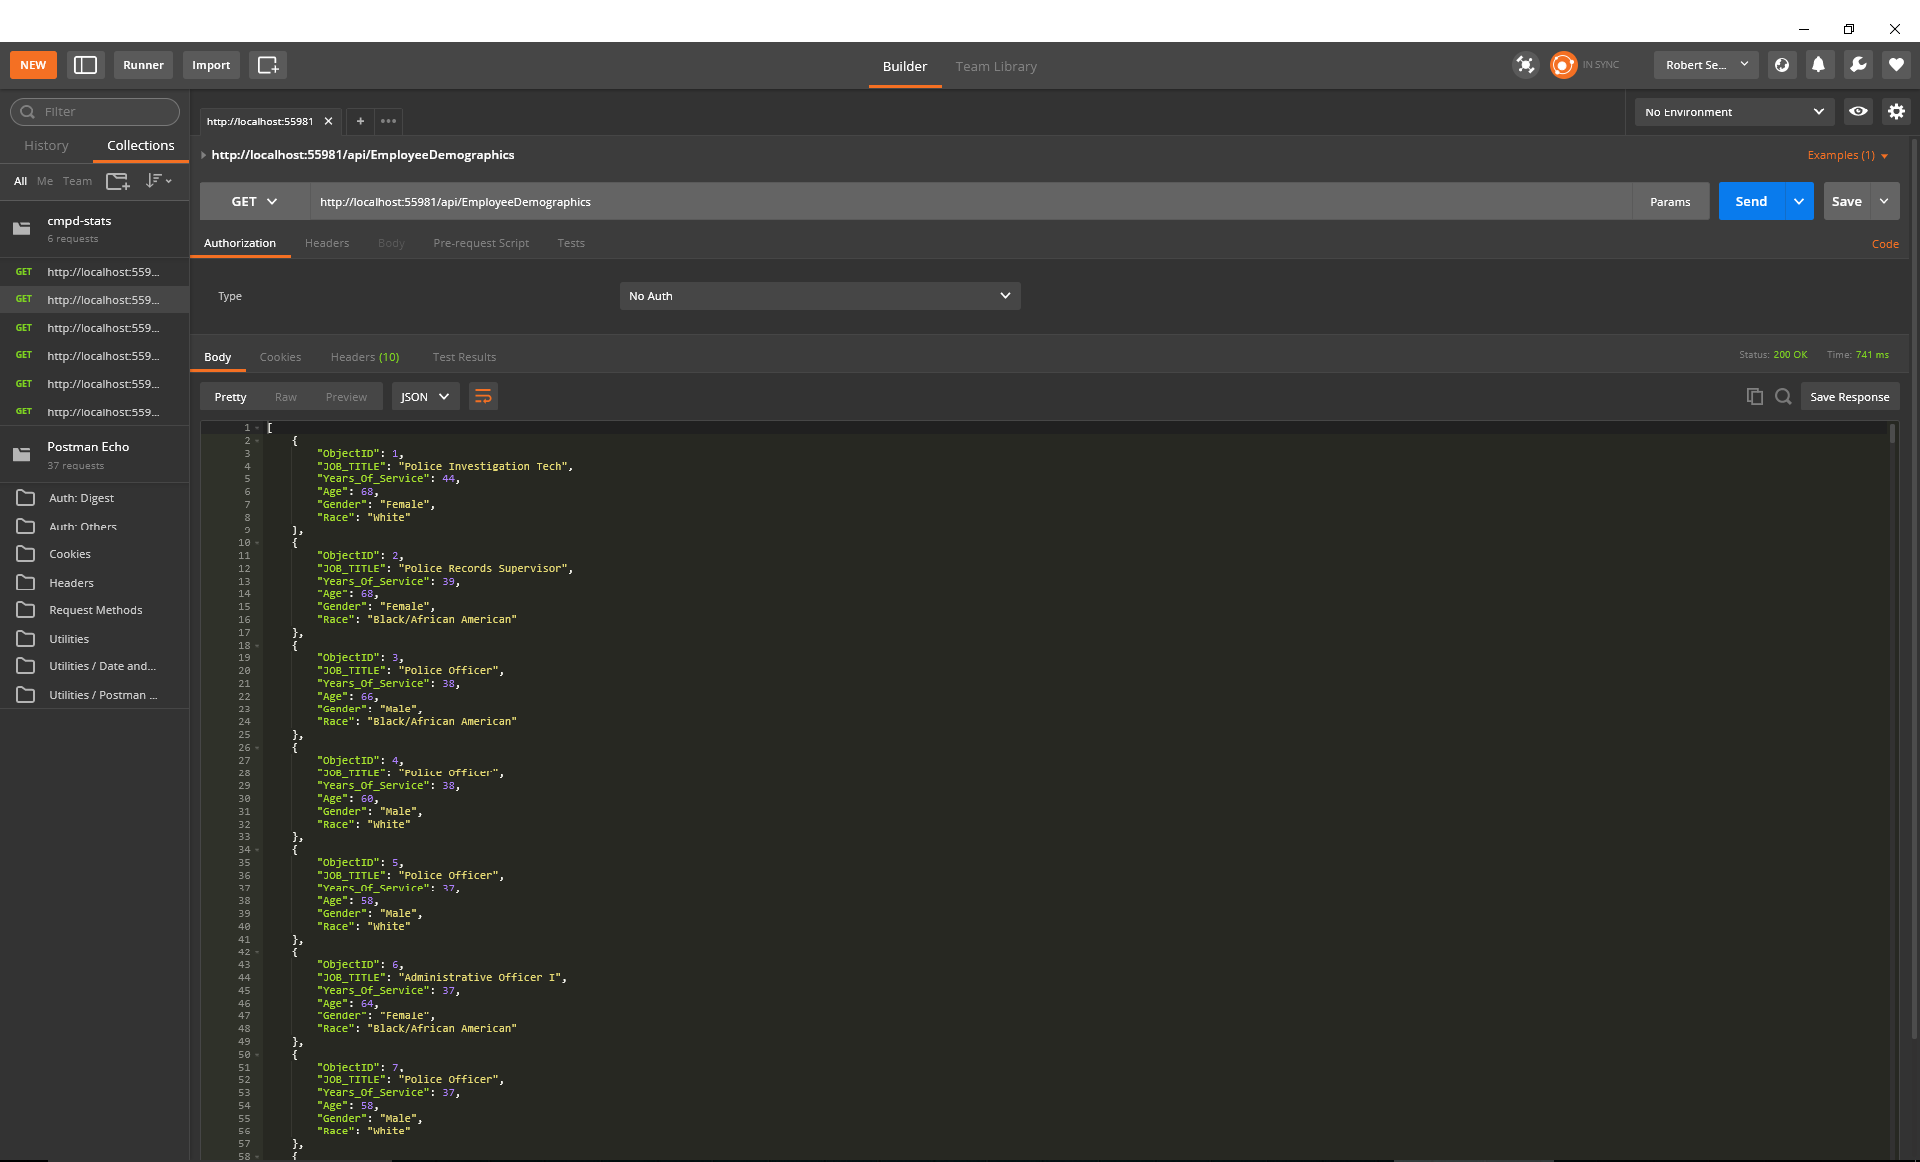 NEW Runner Import Builder Team Library IN SYNC Robert Se...
Filter
http://localhost:55981 × + ••• No Environment
History Collections
http://localhost:55981/api/EmployeeDemographics Examples (1)
All Me Team
GET http://localhost:55981/api/EmployeeDemographics Params Send Save
cmpd-stats
6 requests
Authorization Headers Body Pre-request Script Tests Code
GET http://localhost:559...
GET http://localhost:559...
GET http://localhost:559...
GET http://localhost:559...
GET http://localhost:559...
GET http://localhost:559...
Type No Auth
Body Cookies Headers (10) Test Results Status: 200 OK Time: 741 ms
Pretty Raw Preview JSON Save Response
Postman Echo
37 requests
Auth: Digest
Auth: Others
Cookies
Headers
Request Methods
Utilities
Utilities / Date and...
Utilities / Postman ...
1 [
2 {
3 "ObjectID": 1,
4 "JOB_TITLE": "Police Investigation Tech",
5 "Years_Of_Service": 44,
6 "Age": 68,
7 "Gender": "Female",
8 "Race": "White"
9 },
10 {
11 "ObjectID": 2,
12 "JOB_TITLE": "Police Records Supervisor",
13 "Years_Of_Service": 39,
14 "Age": 68,
15 "Gender": "Female",
16 "Race": "Black/African American"
17 },
18 {
19 "ObjectID": 3,
20 "JOB_TITLE": "Police Officer",
21 "Years_Of_Service": 38,
22 "Age": 66,
23 "Gender": "Male",
24 "Race": "Black/African American"
25 },
26 {
27 "ObjectID": 4,
28 "JOB_TITLE": "Police Officer",
29 "Years_Of_Service": 38,
30 "Age": 60,
31 "Gender": "Male",
32 "Race": "White"
33 },
34 {
35 "ObjectID": 5,
36 "JOB_TITLE": "Police Officer",
37 "Years_Of_Service": 37,
38 "Age": 58,
39 "Gender": "Male",
40 "Race": "White"
41 },
42 {
43 "ObjectID": 6,
44 "JOB_TITLE": "Administrative Officer I",
45 "Years_Of_Service": 37,
46 "Age": 64,
47 "Gender": "Female",
48 "Race": "Black/African American"
49 },
50 {
51 "ObjectID": 7,
52 "JOB_TITLE": "Police Officer",
53 "Years_Of_Service": 37,
54 "Age": 58,
55 "Gender": "Male",
56 "Race": "White"
57 },
58 {